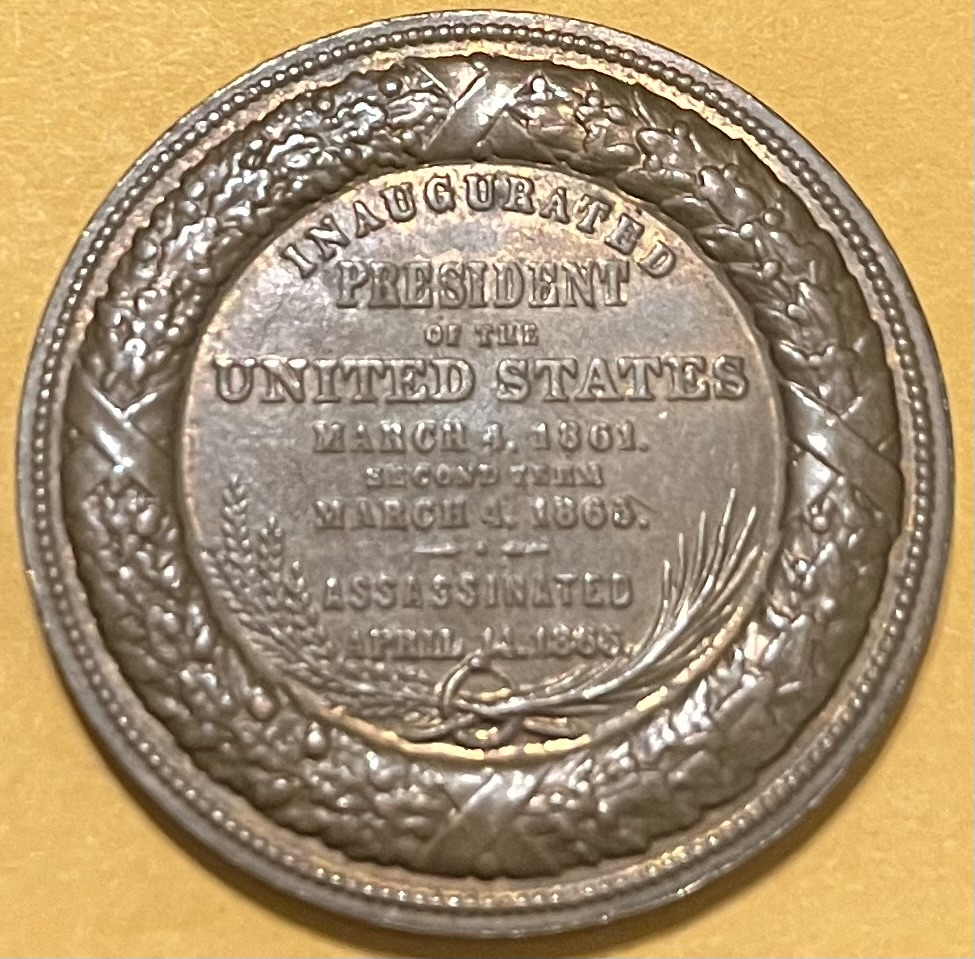 INAUGURATED
PRESIDENT
OF THE
UNITED STATES
MARCH 4. 1861.
SECOND TERM
MARCH 4. 1865.
ASSASSINATED
APRIL 14.1865.